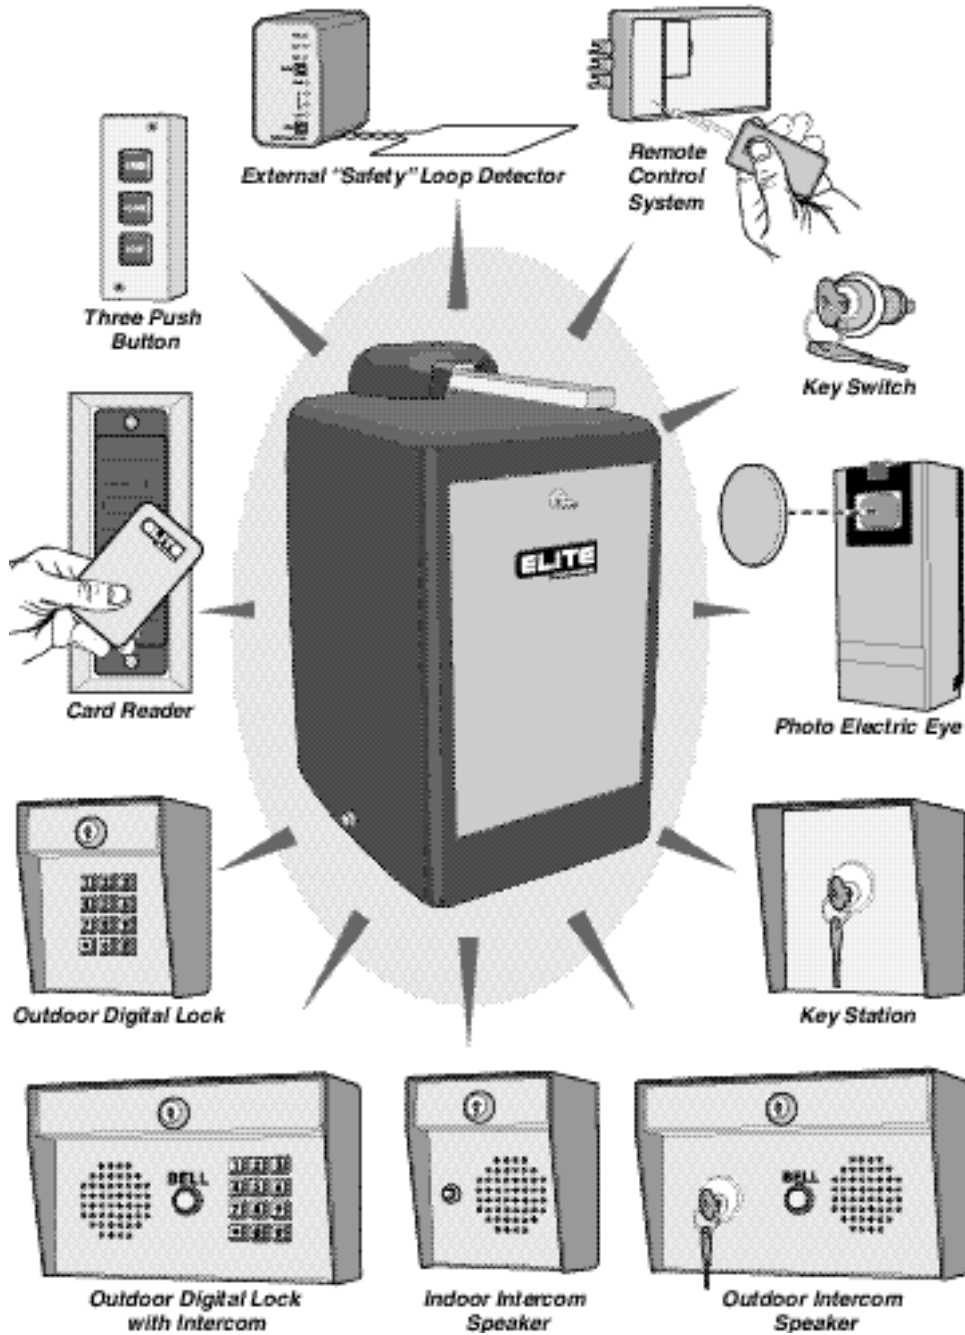 External "Safety" Loop Detector
Remote
Control
System
Three Push
Button
Key Switch
ELITE
Card Reader
Photo Electric Eye
Outdoor Digital Lock
Key Station
BELL
BELL
Outdoor Digital Lock
with Intercom
Indoor Intercom
Speaker
Outdoor Intercom
Speaker